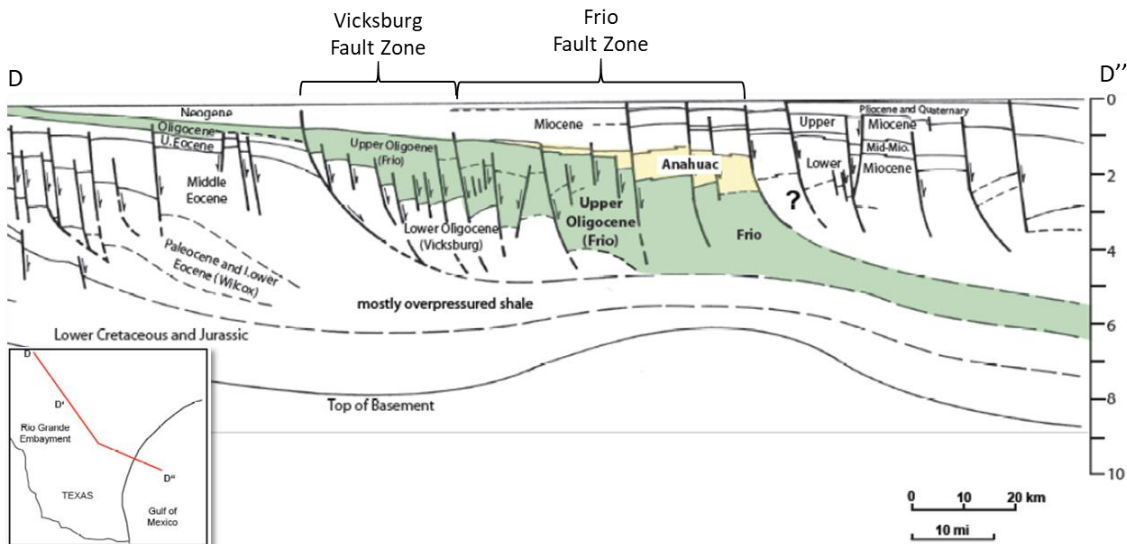 Vicksburg
Fault Zone
Frio
Fault Zone
D
D''
0
2
4
6
8
10
Neogene
Oligocene
U. Eocene
Middle
Eocene
Paleocene and Lower
Eocene (Wilcox)
Upper Oligoene
(Frio)
Lower Oligocene
(Vicksburg)
Miocene
Upper
Oligocene
(Frio)
Anahuac
Frio
?
Upper
Lower
Pliocene and Quaternary
Miocene
Mid-Mio.
Miocene
mostly overpressured shale
Lower Cretaceous and Jurassic
Top of Basement
D
D'
Rio Grande
Embayment
D''
TEXAS
Gulf of
Mexico
0 10 20 km
10 mi